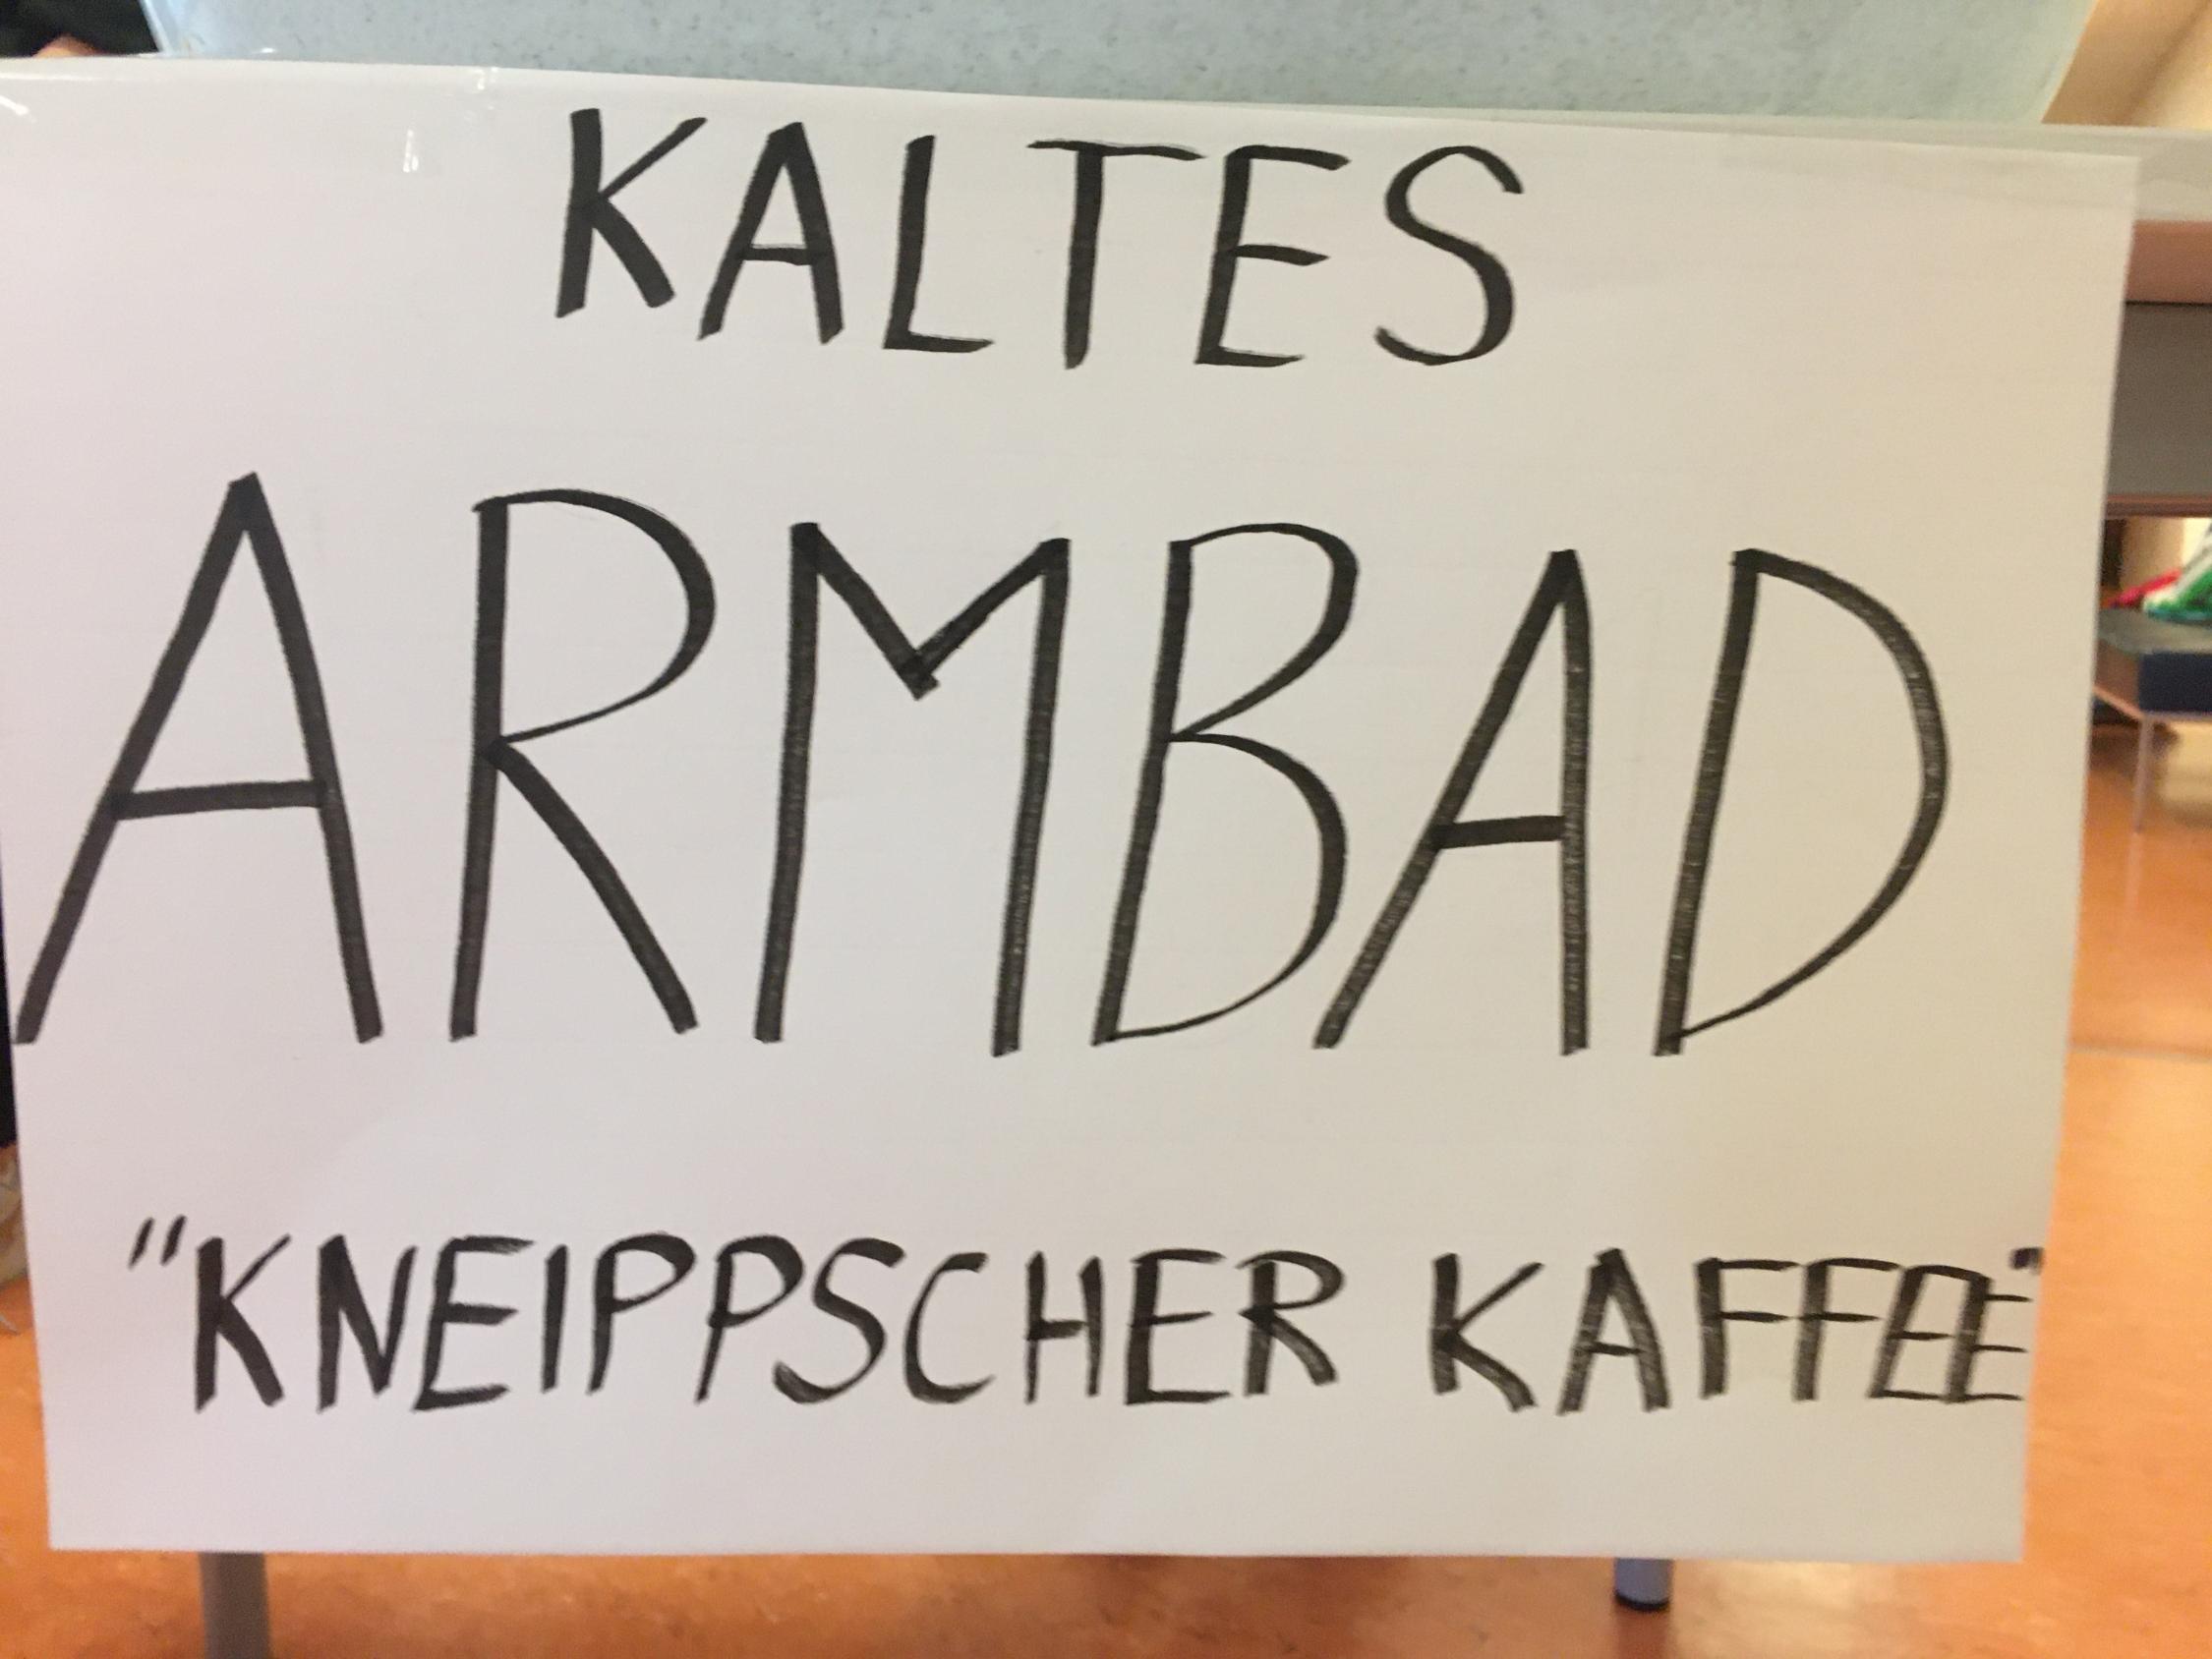 KALTES
ARMBAD
"KNEIPPSCHER KAFFEE"